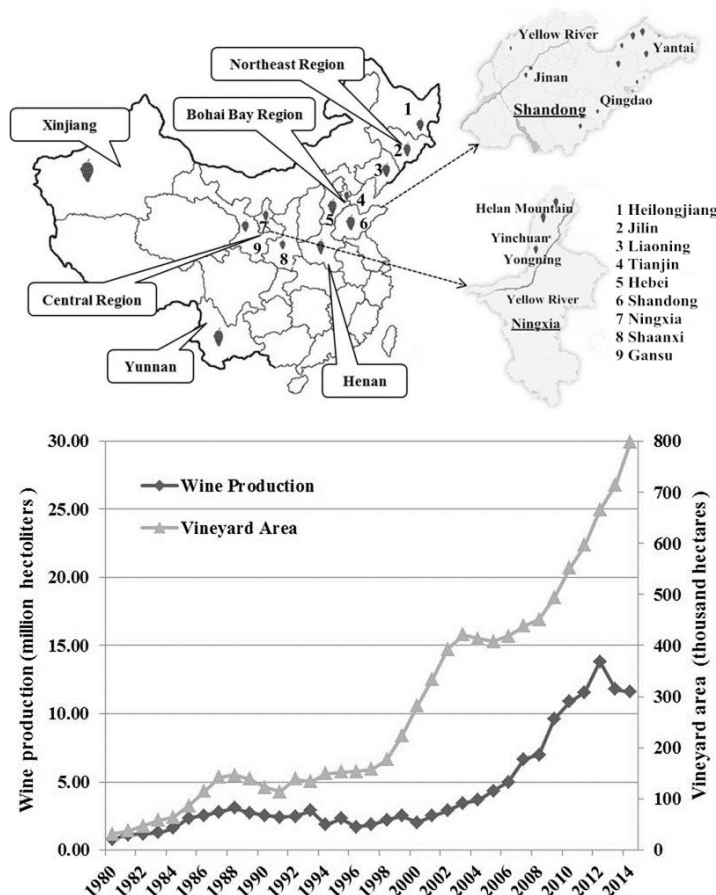 Northeast Region
Bohai Bay Region
Xinjiang
Central Region
Yunnan
Henan
1
2
3
4
5
6
7
8
9
Yellow River
Yantai
Jinan
Qingdao
Shandong
Helan Mountain
Yinchuan
Yongning
Yellow River
Ningxia
1 Heilongjiang
2 Jilin
3 Liaoning
4 Tianjin
5 Hebei
6 Shandong
7 Ningxia
8 Shaanxi
9 Gansu
Wine production (million hectoliters )
30.00
25.00
20.00
15.00
10.00
5.00
0.00
Wine Production
Vineyard Area
800
700
600
500
400
300
200
100
0
Vineyard area (thousand hectares)
1980
1982
1984
1986
1988
1990
1992
1994
1996
1998
2000
2002
2004
2006
2008
2010
2012
2014